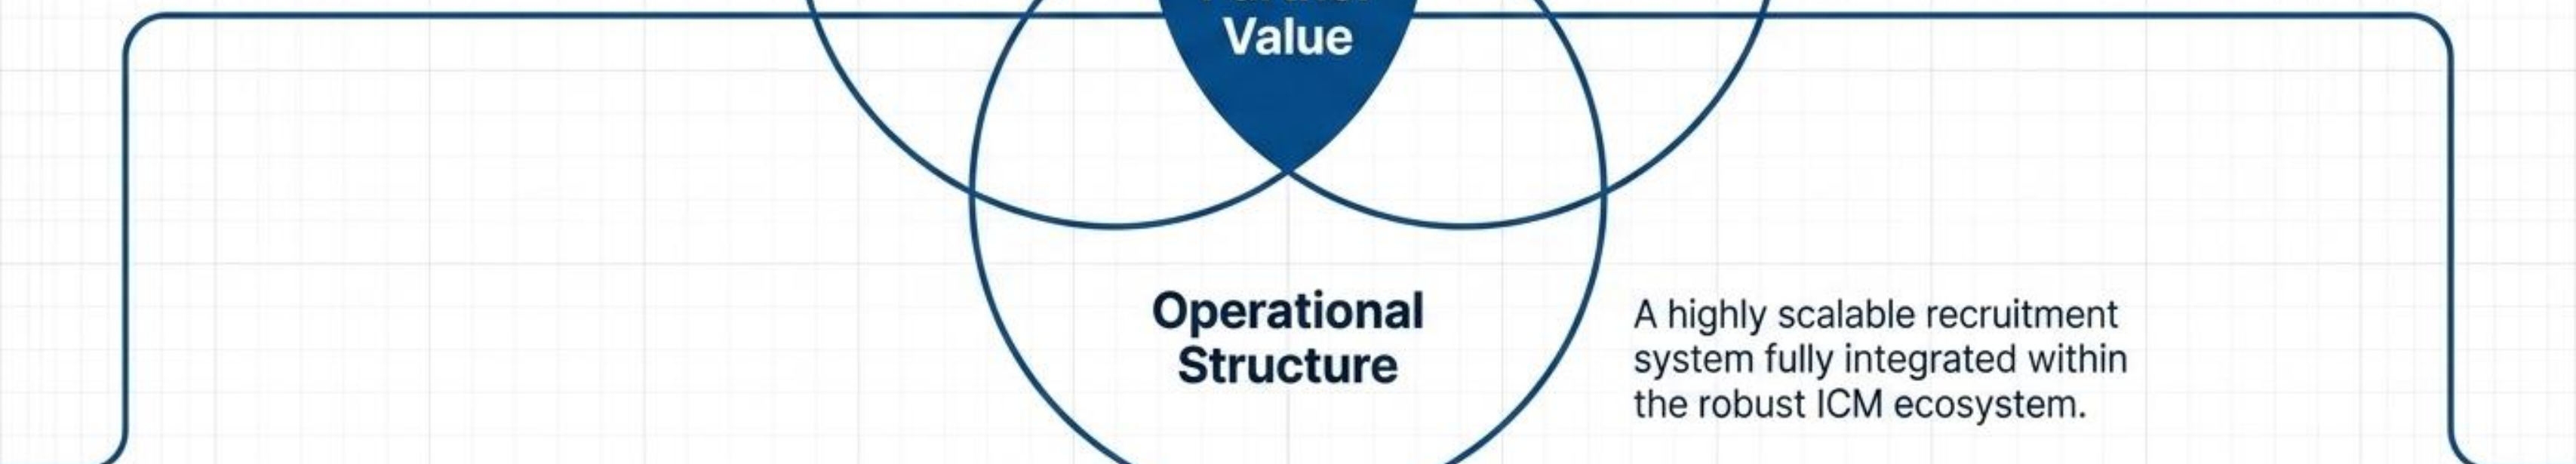 Value
Operational
Structure
A highly scalable recruitment
system fully integrated within
the robust ICM ecosystem.